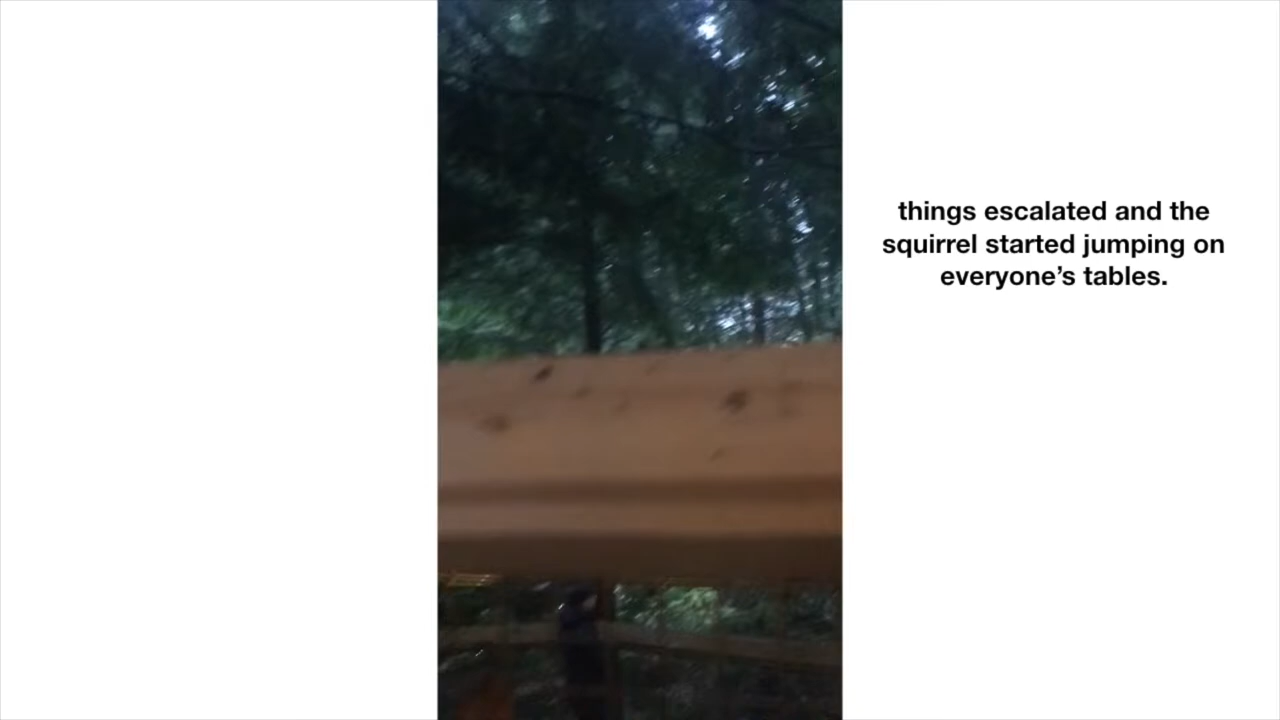 things escalated and the
squirrel started jumping on
everyone’s tables.